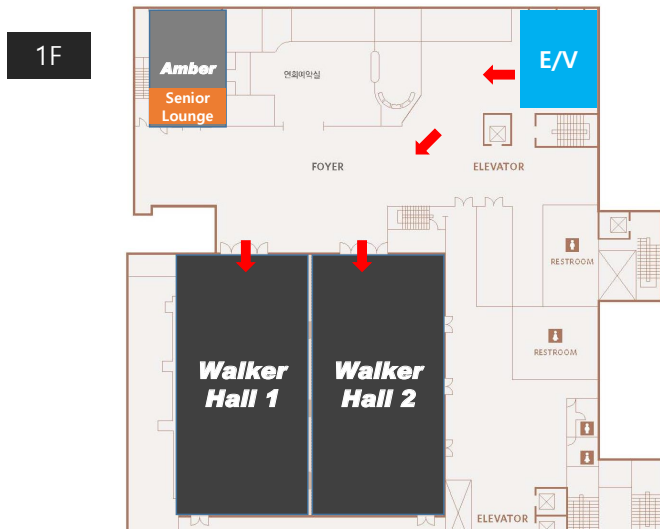 1F
E/V
Amber
Senior
Lounge
연회예약실
FOYER
ELEVATOR
RESTROOM
RESTROOM
Walker
Hall 1
Walker
Hall 2
ELEVATOR